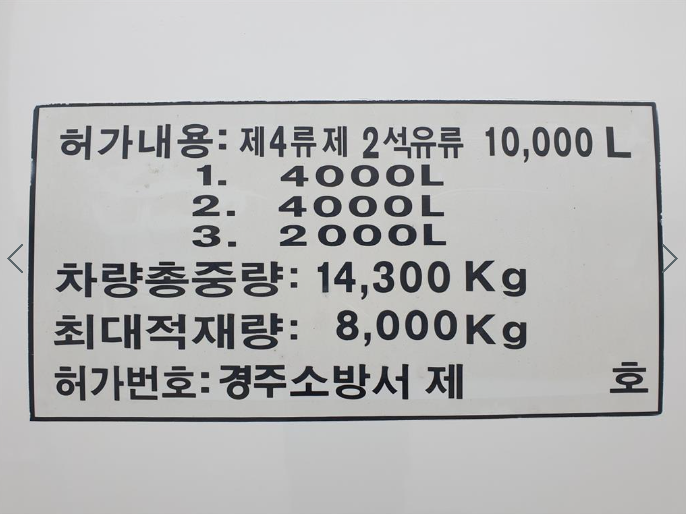 허가내용: 제4류제 2석유류 10,000 L
1. 4000L
2. 4000L
3. 2000L
차량총중량: 14,300 Kg
최대적재량: 8,000Kg
허가번호: 경주소방서 제 호